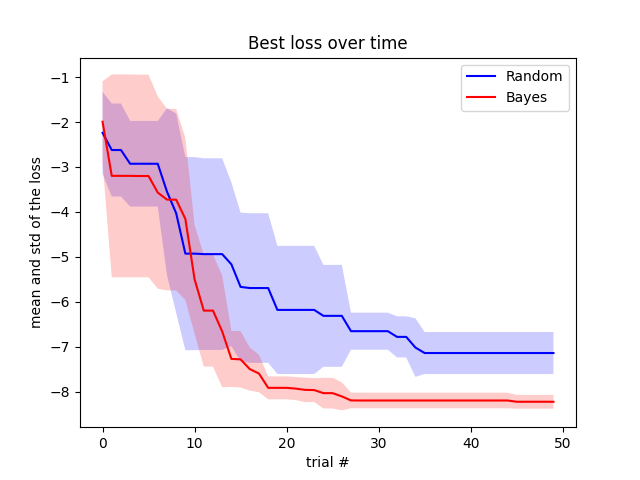 Best loss over time
Random
Bayes
mean and std of the loss
−1
−2
−3
−4
−5
−6
−7
−8
0 10 20 30 40 50
trial #